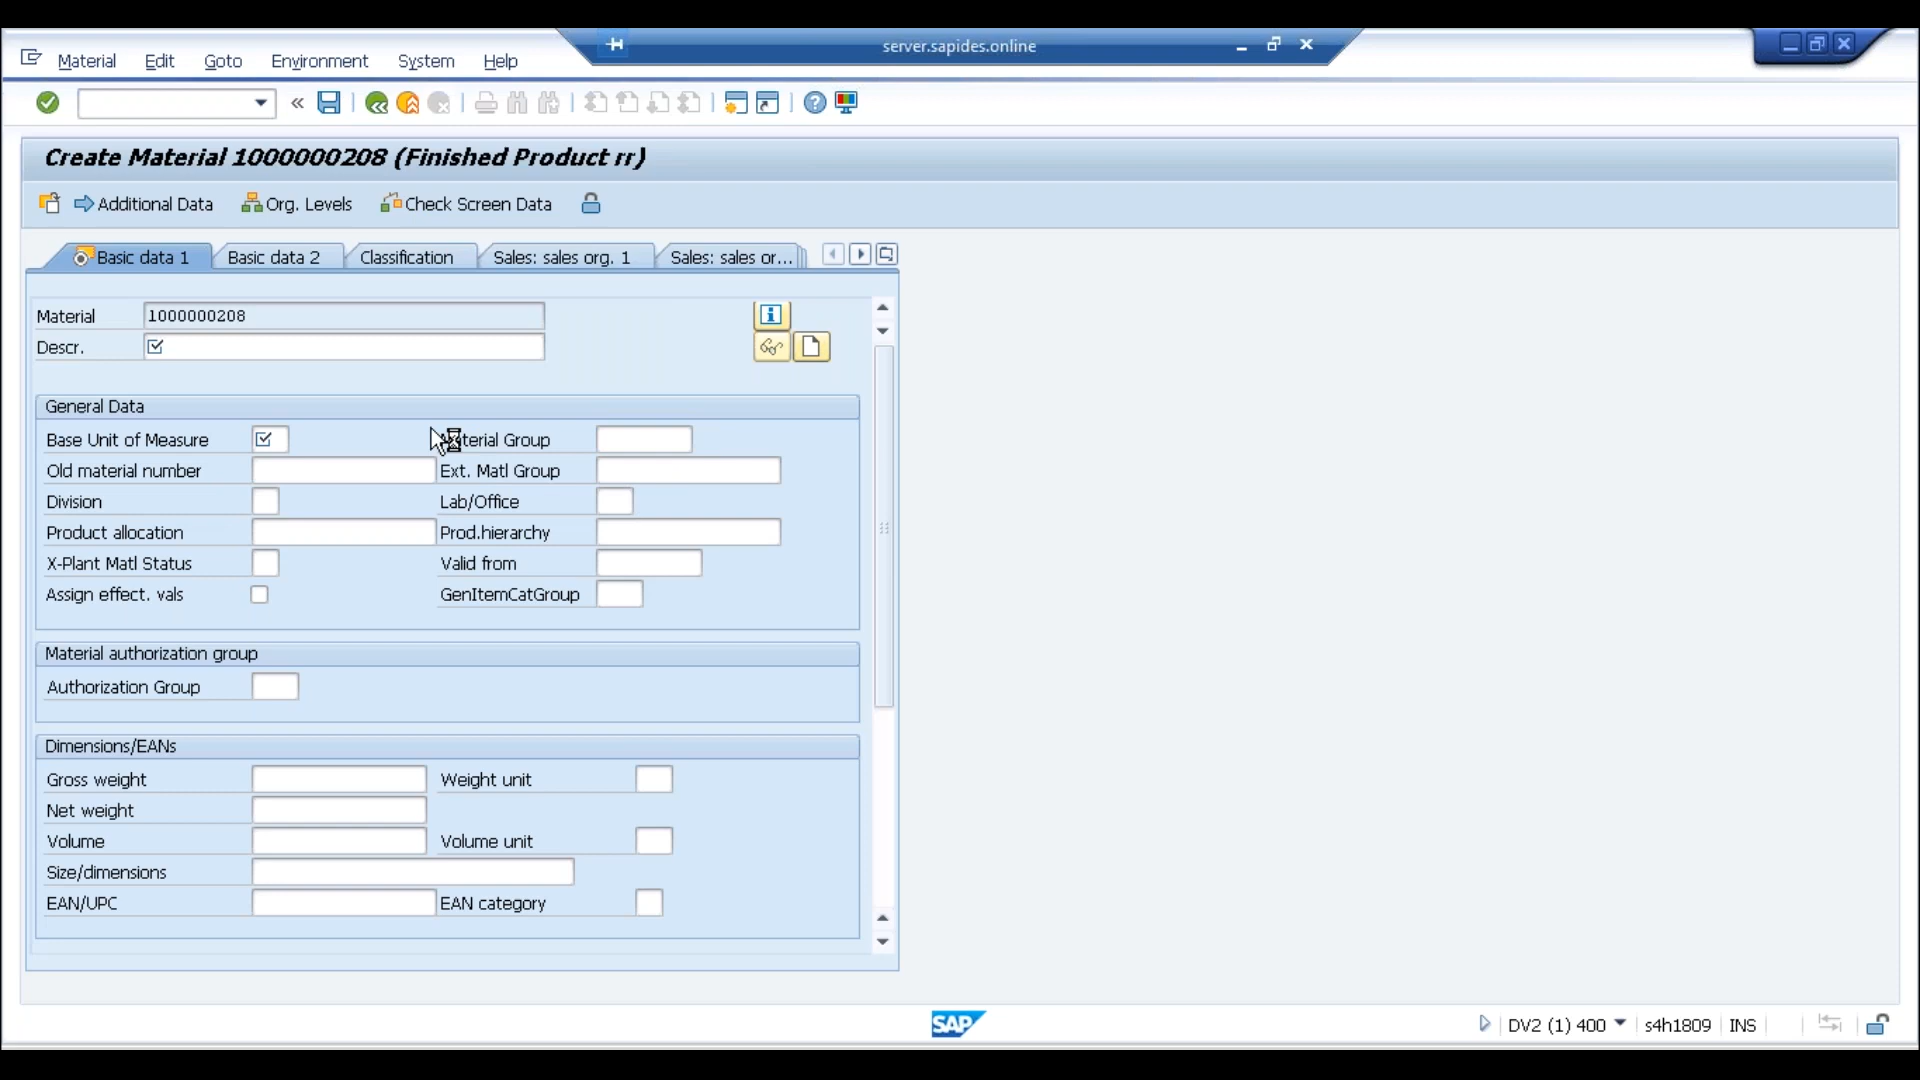 server.sapides.online
Material Edit Goto Environment System Help
Create Material 1000000208 (Finished Product rr)
Additional Data Org. Levels Check Screen Data
Basic data 1 Basic data 2 Classification Sales: sales org. 1 Sales: sales or...
Material 1000000208
Descr.
General Data
Base Unit of Measure Material Group
Old material number Ext. Matl Group
Division Lab/Office
Product allocation Prod.hierarchy
X-Plant Matl Status Valid from
Assign effect. vals GenItemCatGroup
Material authorization group
Authorization Group
Dimensions/EANs
Gross weight Weight unit
Net weight
Volume Volume unit
Size/dimensions
EAN/UPC EAN category
SAP DV2 (1) 400 s4h1809 INS